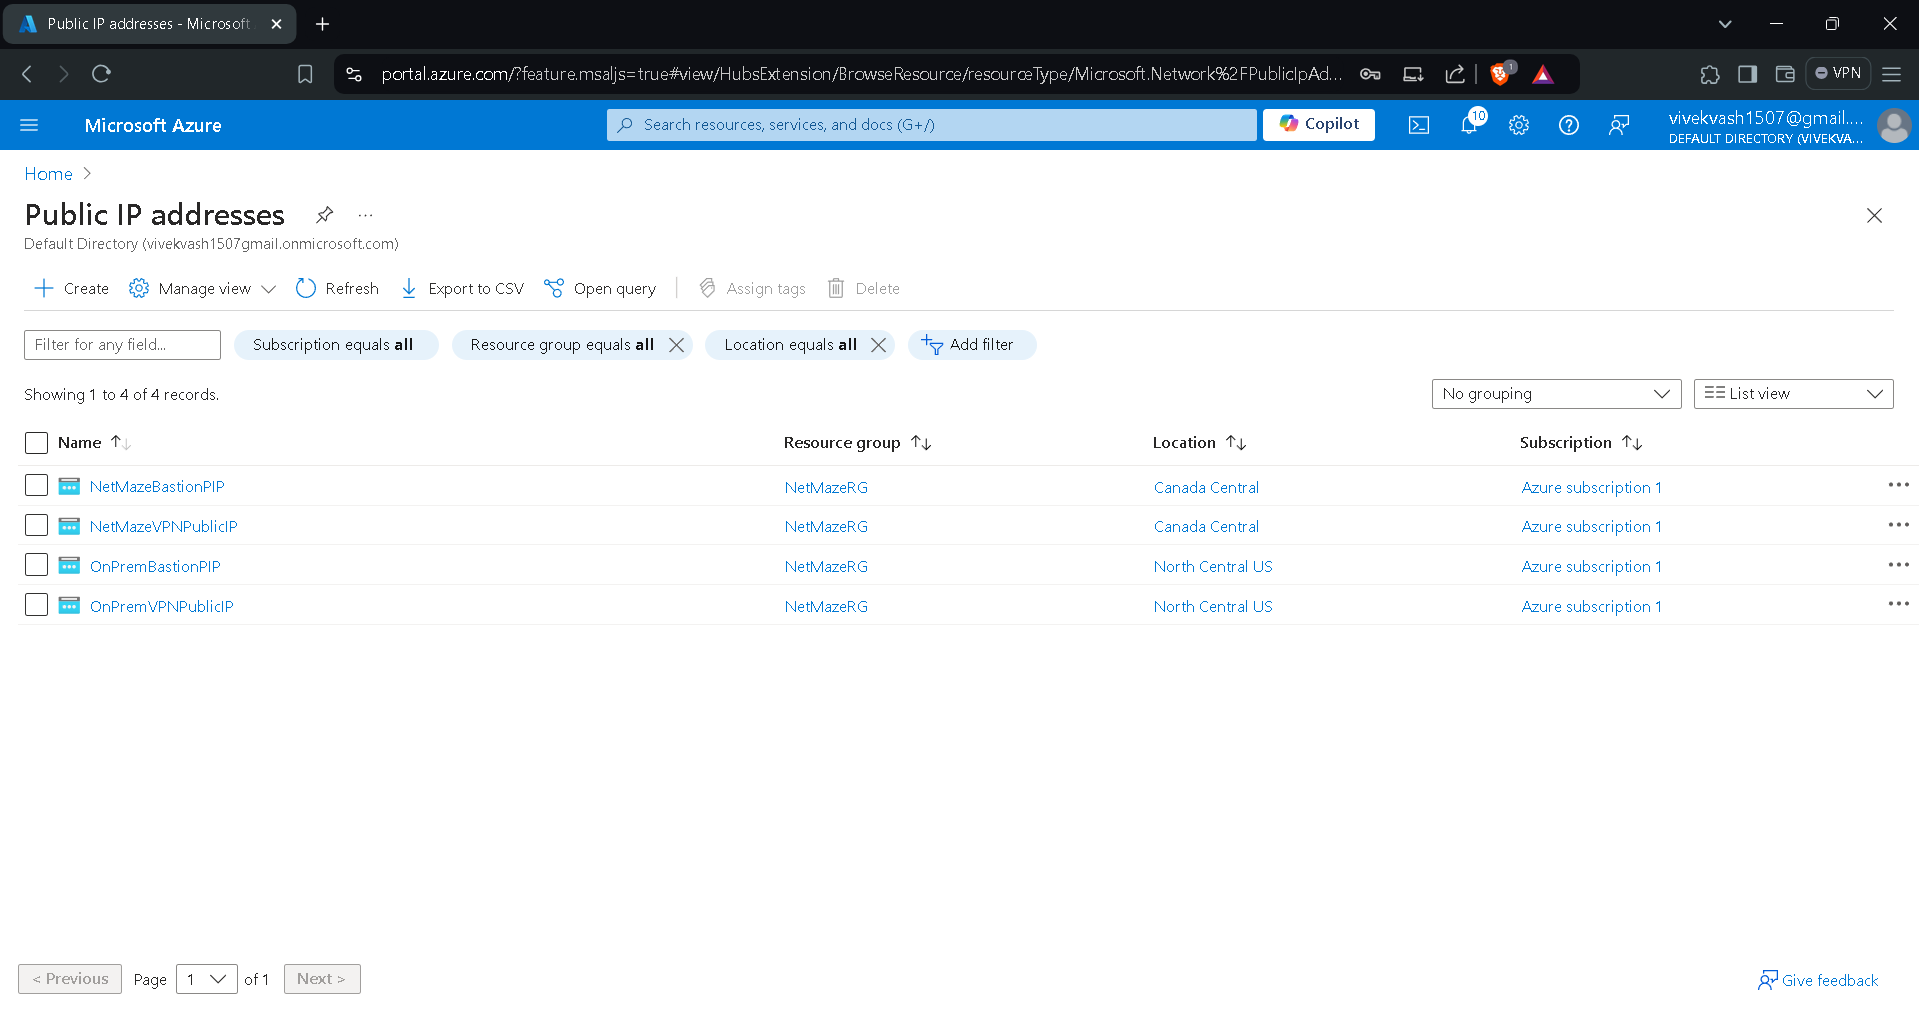 Public IP addresses - Microsoft
portal.azure.com/?feature.msaljs=true#view/HubsExtension/BrowseResource/resourceType/Microsoft.Network%2FPublicIpAd...
1
VPN
Microsoft Azure
Search resources, services, and docs (G+/)
Copilot
10
vivekvash1507@gmail....
DEFAULT DIRECTORY (VIVEKVA...
Home
Public IP addresses
Default Directory (vivekvash1507gmail.onmicrosoft.com)
Create
Manage view
Refresh
Export to CSV
Open query
Assign tags
Delete
Filter for any field...
Subscription equals all
Resource group equals all
Location equals all
Add filter
Showing 1 to 4 of 4 records.
No grouping
List view
Name Resource group Location Subscription
NetMazeBastionPIP NetMazeRG Canada Central Azure subscription 1
NetMazeVPNPublicIP NetMazeRG Canada Central Azure subscription 1
OnPremBastionPIP NetMazeRG North Central US Azure subscription 1
OnPremVPNPublicIP NetMazeRG North Central US Azure subscription 1
< Previous Page 1 of 1 Next >
Give feedback